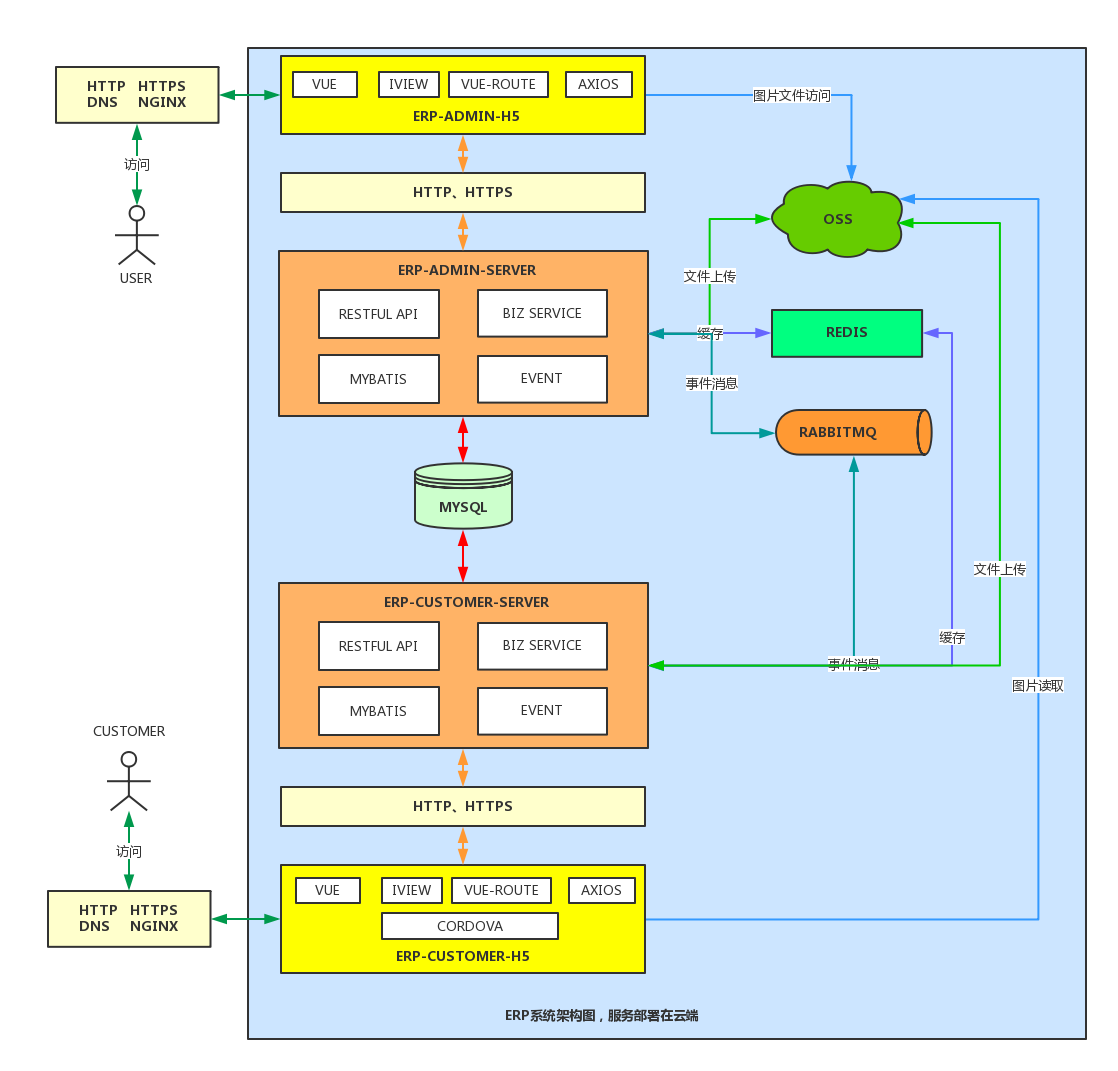 HTTP HTTPS
DNS NGINX
访问
USER
VUE
IVIEW
VUE-ROUTE
AXIOS
ERP-ADMIN-H5
图片文件访问
HTTP、HTTPS
OSS
文件上传
ERP-ADMIN-SERVER
RESTFUL API
BIZ SERVICE
MYBATIS
EVENT
缓存
REDIS
事件消息
RABBITMQ
MYSQL
文件上传
ERP-CUSTOMER-SERVER
RESTFUL API
BIZ SERVICE
MYBATIS
EVENT
缓存
事件消息
图片读取
CUSTOMER
访问
HTTP HTTPS
DNS NGINX
HTTP、HTTPS
VUE
IVIEW
VUE-ROUTE
AXIOS
CORDOVA
ERP-CUSTOMER-H5
ERP系统架构图，服务部署在云端